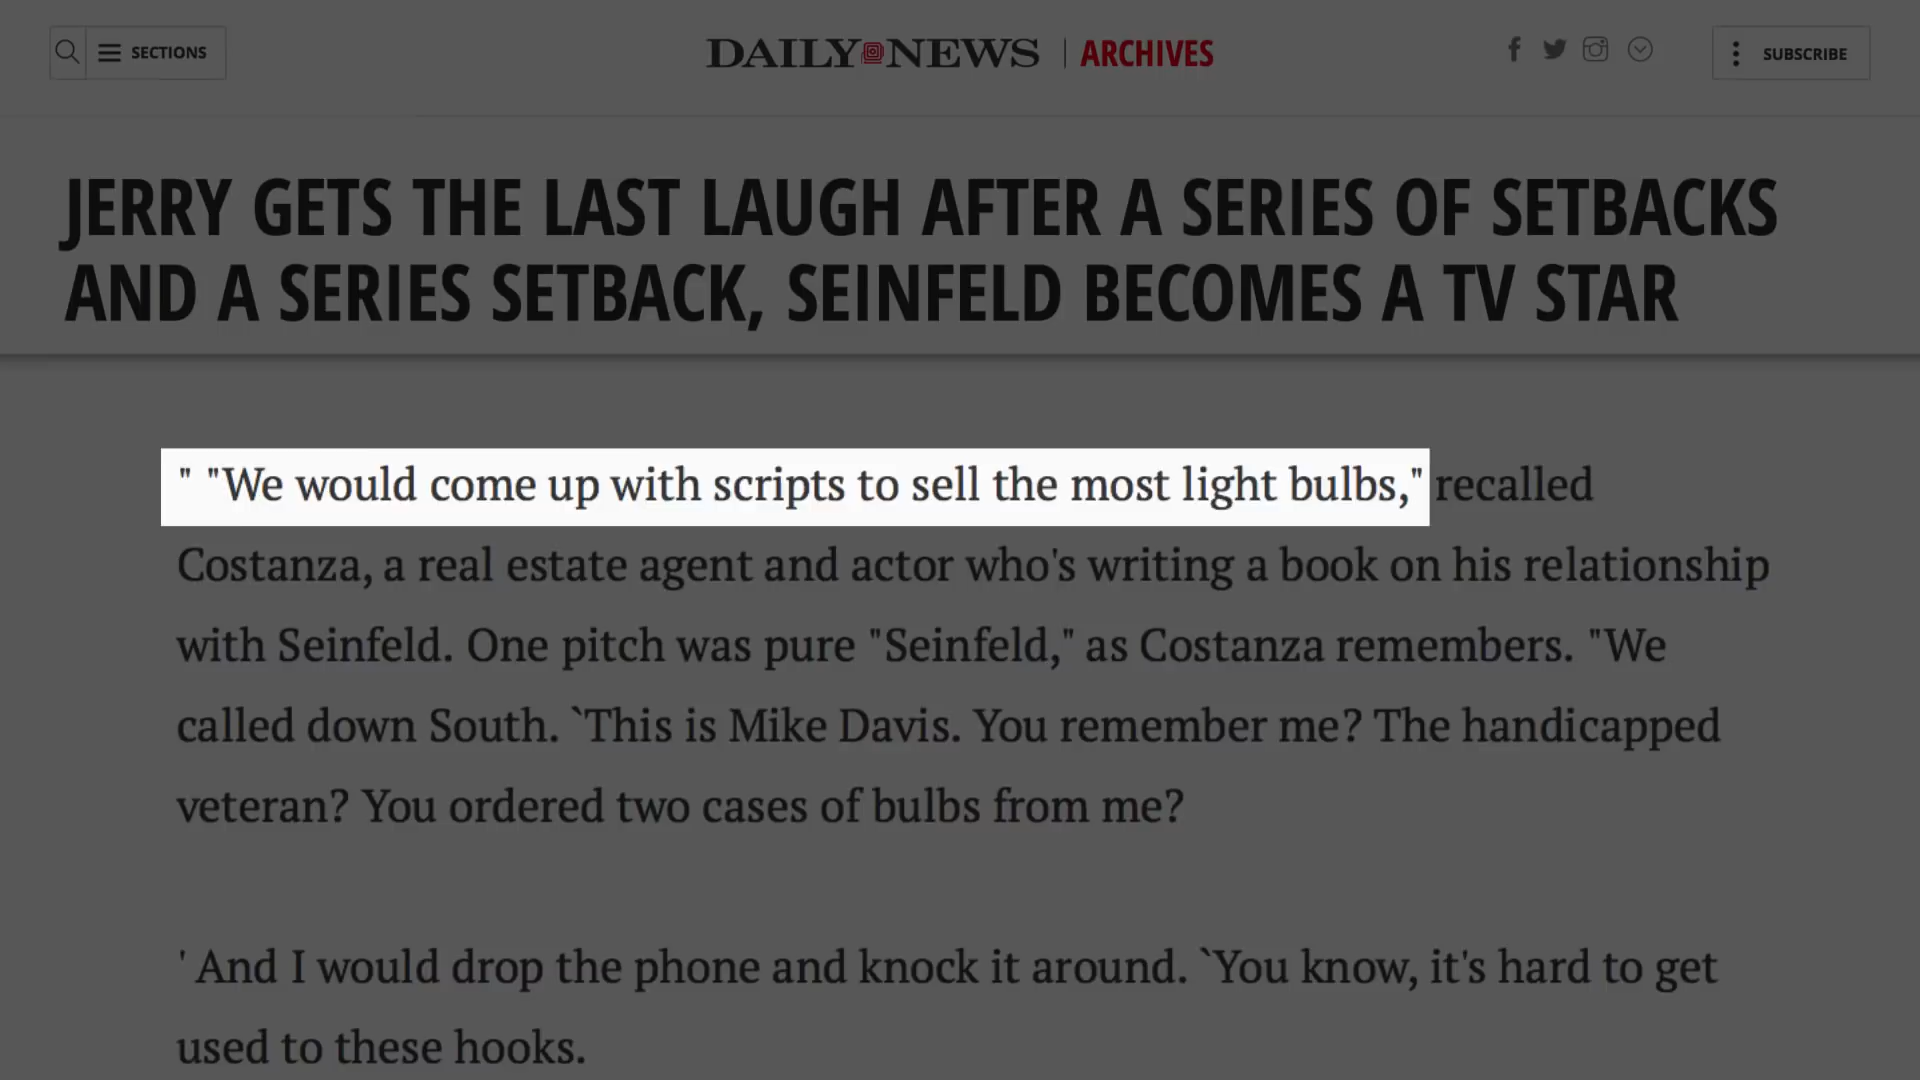 SECTIONS
DAILY NEWS | ARCHIVES
SUBSCRIBE
JERRY GETS THE LAST LAUGH AFTER A SERIES OF SETBACKS
AND A SERIES SETBACK, SEINFELD BECOMES A TV STAR
" "We would come up with scripts to sell the most light bulbs," recalled
Costanza, a real estate agent and actor who's writing a book on his relationship
with Seinfeld. One pitch was pure "Seinfeld," as Costanza remembers. "We
called down South. `This is Mike Davis. You remember me? The handicapped
veteran? You ordered two cases of bulbs from me?
' And I would drop the phone and knock it around. `You know, it's hard to get
used to these hooks.